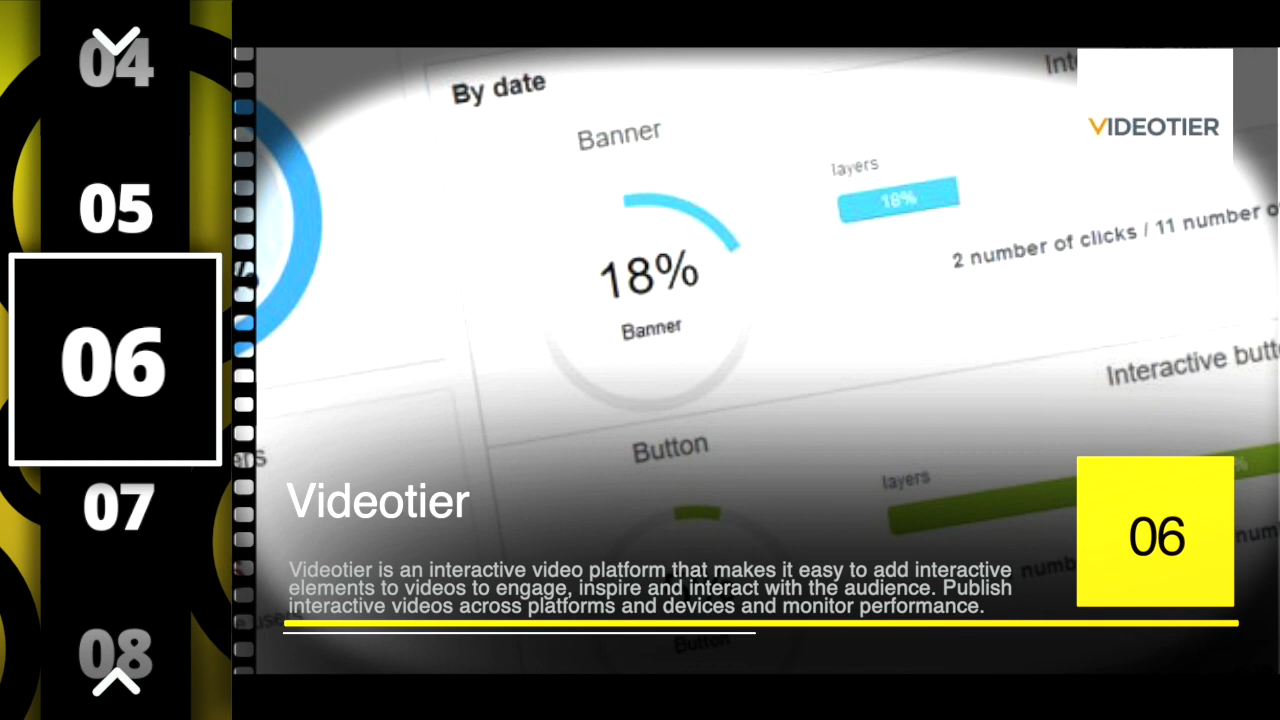 04
05
06
07
08
By date
Banner
18%
Banner
layers
18%
2 number of clicks / 11 number
VIDEOTIER
Interactive
Button
layers
Button
Videotier
Videotier is an interactive video platform that makes it easy to add interactive
elements to videos to engage, inspire and interact with the audience. Publish
interactive videos across platforms and devices and monitor performance.
06